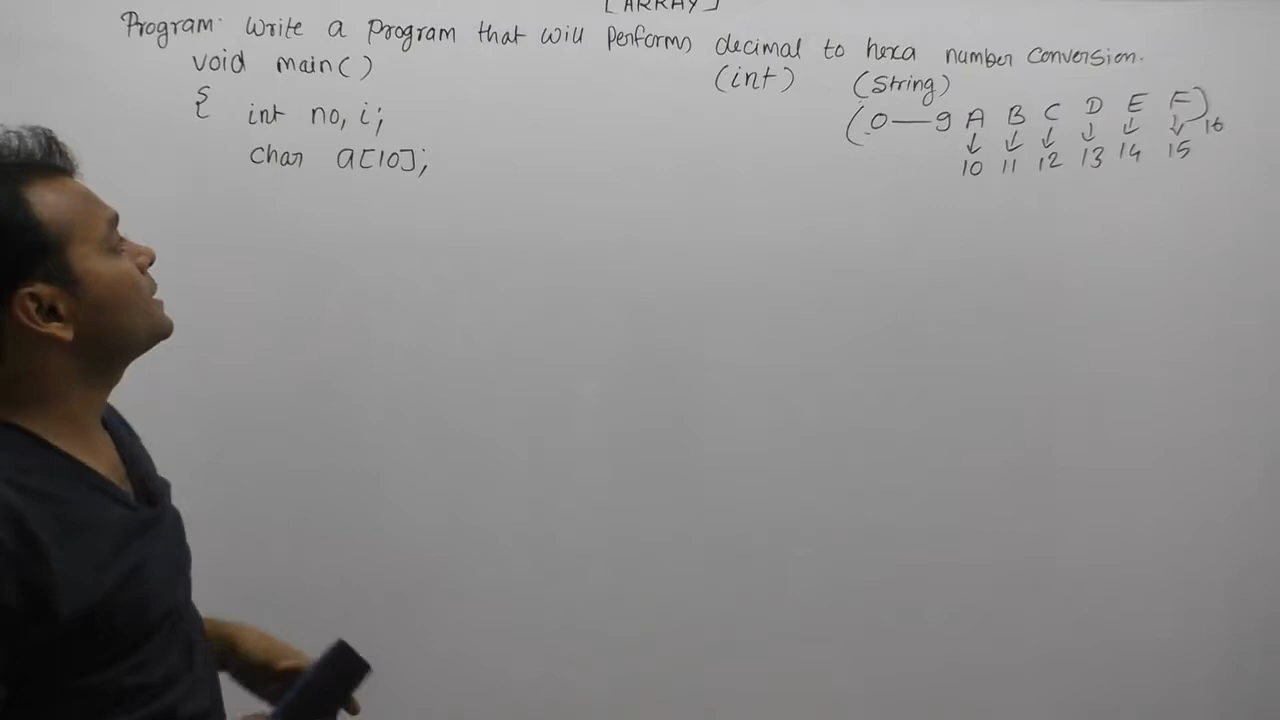 [ARRAY]
Program: Write a program that will performs decimal to hexa number conversion.
void main() (int) (String)
{ int no, i; (0—9 A B C D E F)16
char a[10]; 10 11 12 13 14 15